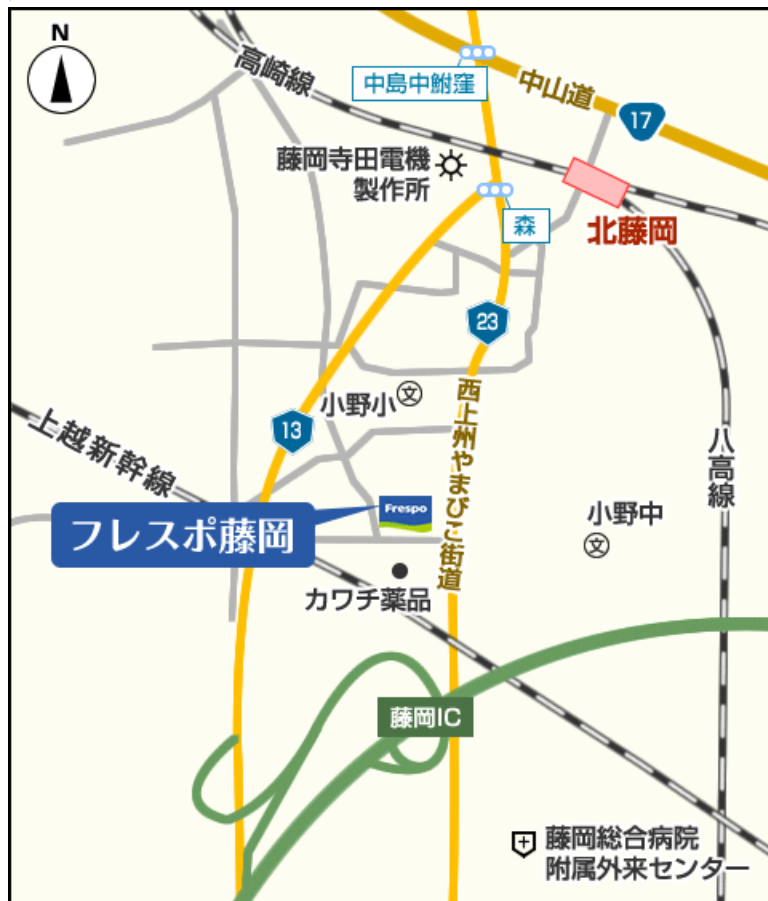 N
高崎線
中島中鮒窪
中山道
17
藤岡寺田電機
製作所
森
北藤岡
23
小野小
文
13
西上州やまびこ街道
八高線
上越新幹線
Frespo
フレスポ藤岡
小野中
文
カワチ薬品
藤岡IC
藤岡総合病院
附属外来センター